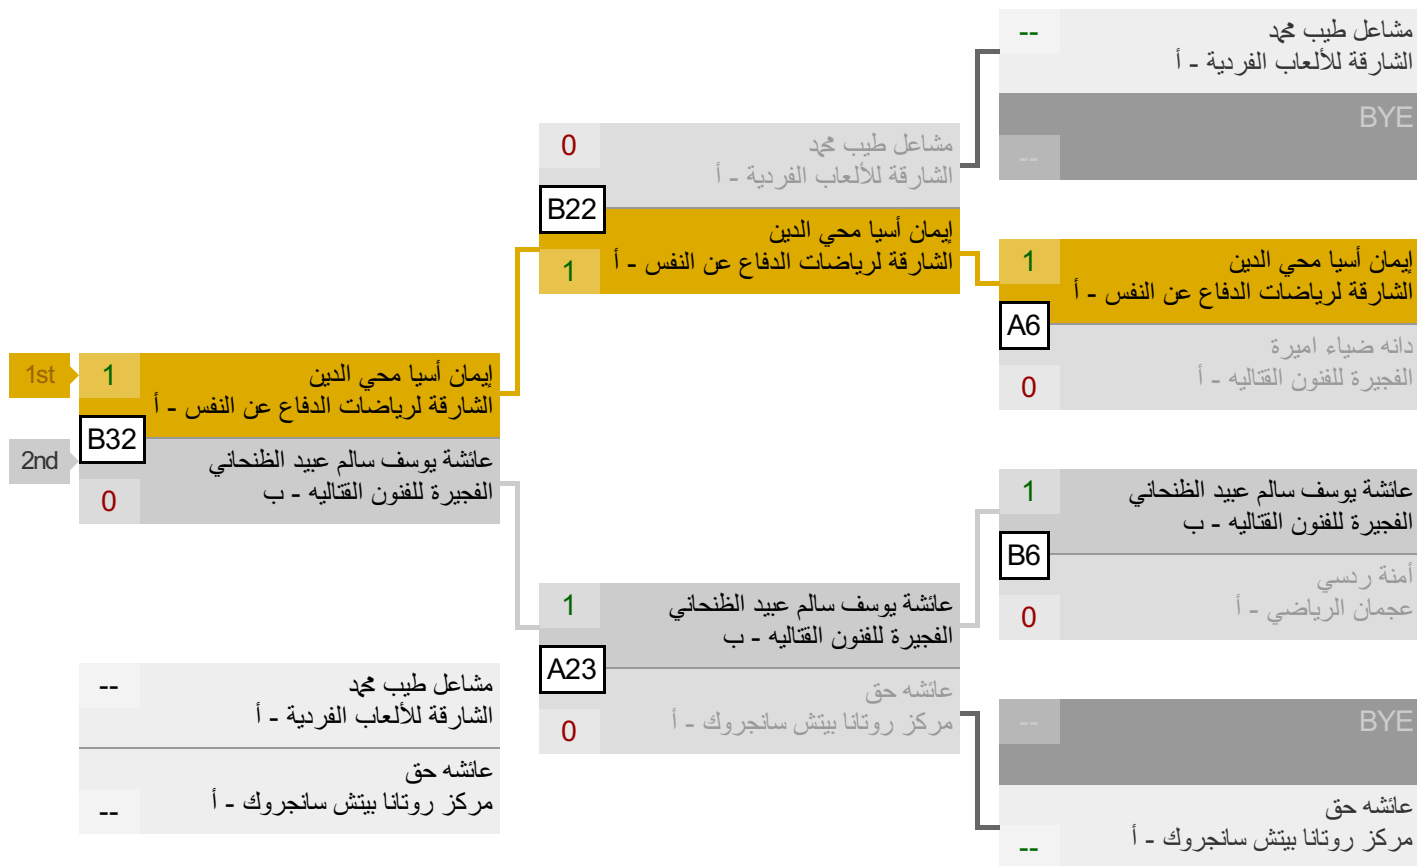 --
مشاعل طيب محمد
الشارقة للألعاب الفردية - أ
BYE
--
0
مشاعل طيب محمد
الشارقة للألعاب الفردية - أ
B22
إيمان أسيا محي الدين
الشارقة لرياضات الدفاع عن النفس - أ
1
1
إيمان أسيا محي الدين
الشارقة لرياضات الدفاع عن النفس - أ
A6
دانه ضياء اميرة
الفجيرة للفنون القتاليه - أ
0
1st
1
إيمان أسيا محي الدين
الشارقة لرياضات الدفاع عن النفس - أ
B32
2nd
عائشة يوسف سالم عبيد الظنحاني
الفجيرة للفنون القتاليه - ب
0
1
عائشة يوسف سالم عبيد الظنحاني
الفجيرة للفنون القتاليه - ب
B6
أمنة ردسي
عجمان الرياضي - أ
0
1
عائشة يوسف سالم عبيد الظنحاني
الفجيرة للفنون القتاليه - ب
A23
عائشه حق
مركز روتانا بيتش سانجروك - أ
0
--
مشاعل طيب محمد
الشارقة للألعاب الفردية - أ
عائشه حق
مركز روتانا بيتش سانجروك - أ
--
--
BYE
عائشه حق
مركز روتانا بيتش سانجروك - أ
--